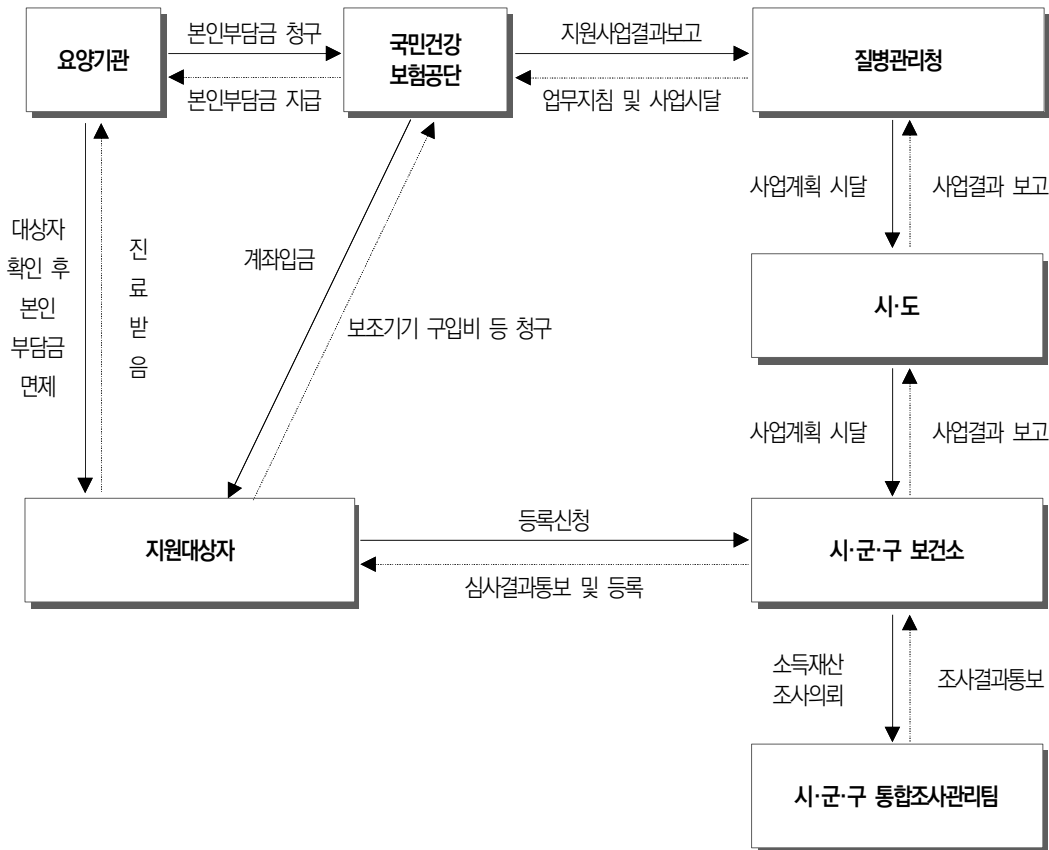 요양기관
본인부담금 청구
본인부담금 지급
국민건강
보험공단
지원사업결과보고
업무지침 및 사업시달
질병관리청
사업계획 시달
사업결과 보고
대상자
확인 후
본인
부담금
면제
진
료
받
음
계좌입금
보조기기 구입비 등 청구
시·도
사업계획 시달
사업결과 보고
지원대상자
등록신청
심사결과통보 및 등록
시·군·구 보건소
소득재산
조사의뢰
조사결과통보
시·군·구 통합조사관리팀